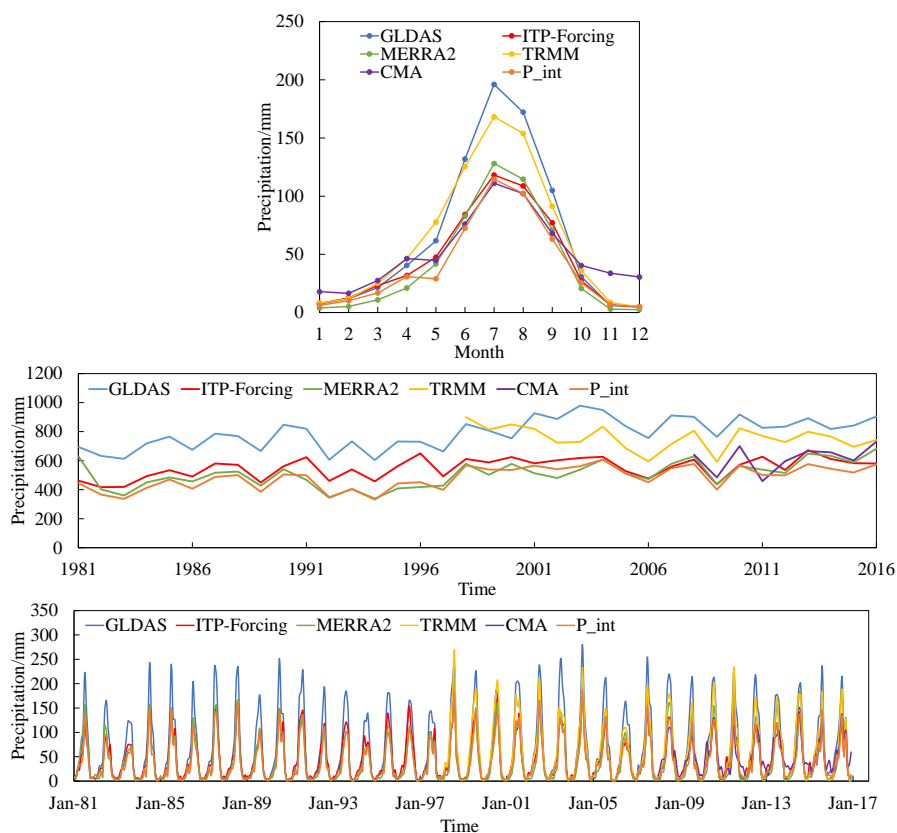 250
GLDAS ITP-Forcing
MERRA2 TRMM
CMA P_int
200
150
100
50
0
Precipitation/mm
1 2 3 4 5 6 7 8 9 10 11 12
Month
1200
GLDAS ITP-Forcing MERRA2 TRMM CMA P_int
1000
800
600
400
200
0
Precipitation/mm
1981 1986 1991 1996 2001 2006 2011 2016
Time
350
GLDAS ITP-Forcing MERRA2 TRMM CMA P_int
300
250
200
150
100
50
0
Precipitation/mm
Jan-81 Jan-85 Jan-89 Jan-93 Jan-97 Jan-01 Jan-05 Jan-09 Jan-13 Jan-17
Time